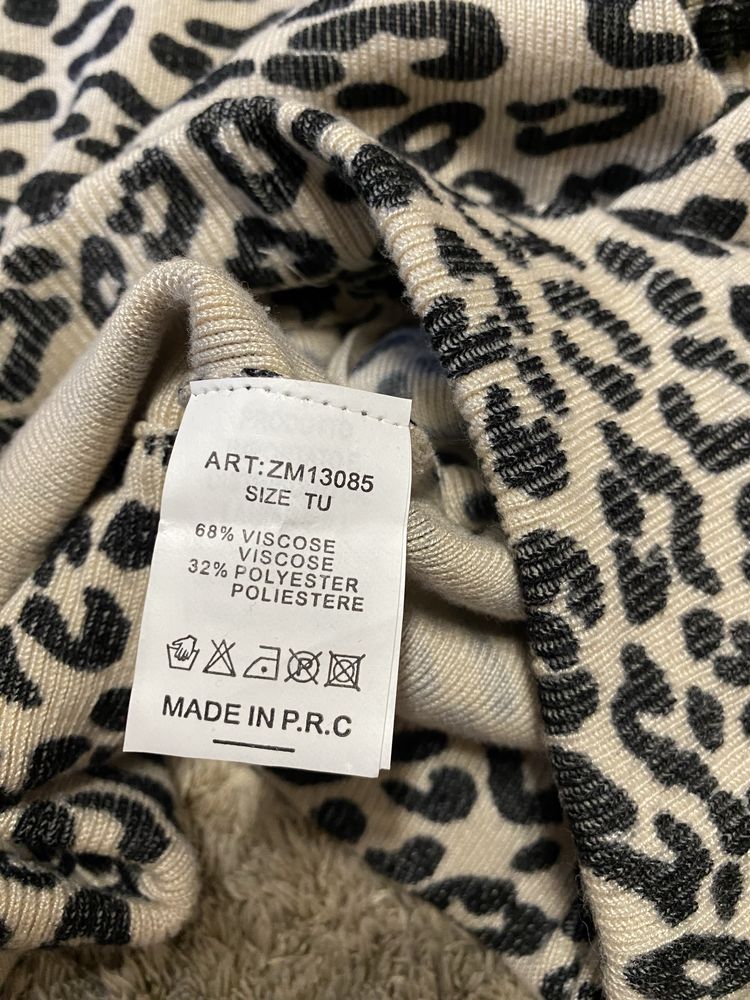 ART:ZM13085
SIZE TU
68% VISCOSE
VISCOSE
32% POLYESTER
POLIESTERE
MADE IN P.R.C